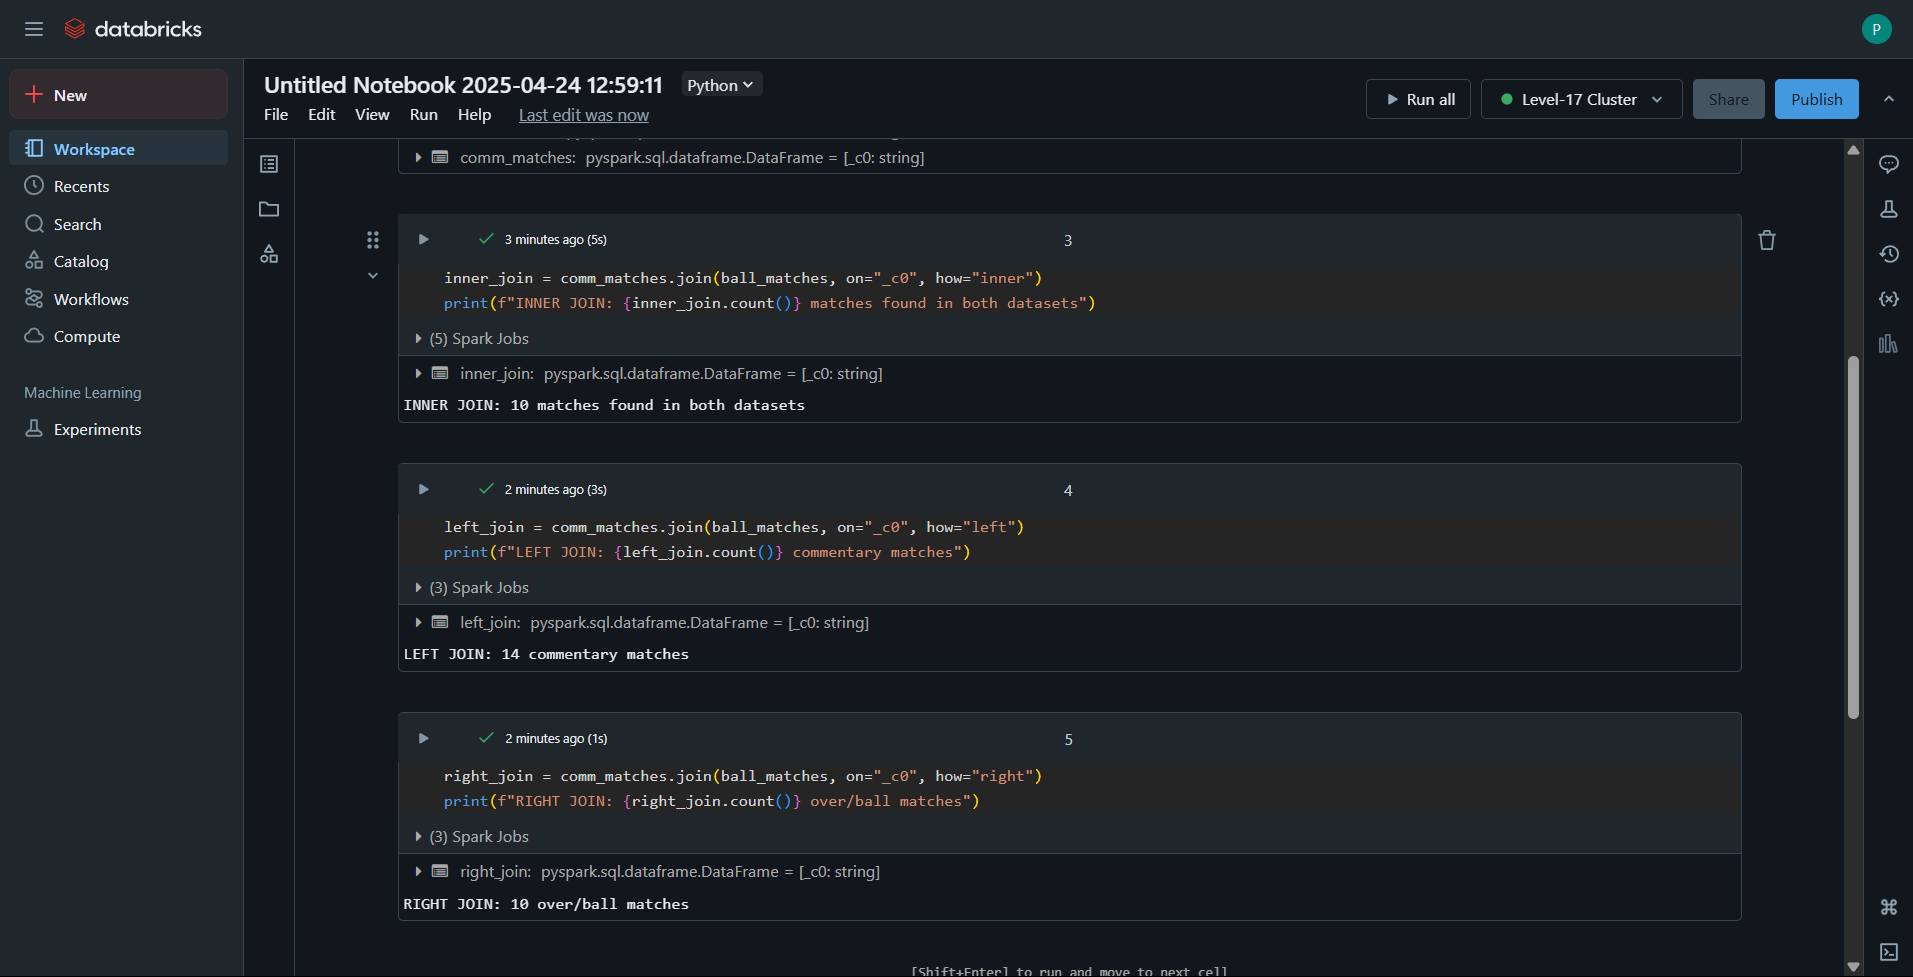 databricks
P
New
Workspace
Recents
Search
Catalog
Workflows
Compute
Machine Learning
Experiments
Untitled Notebook 2025-04-24 12:59:11 Python
File Edit View Run Help Last edit was now
Run all Level-17 Cluster Share Publish
comm_matches: pyspark.sql.dataframe.DataFrame = [_c0: string]
3 minutes ago (5s) 3
inner_join = comm_matches.join(ball_matches, on="_c0", how="inner")
print(f"INNER JOIN: {inner_join.count()} matches found in both datasets")
(5) Spark Jobs
inner_join: pyspark.sql.dataframe.DataFrame = [_c0: string]
INNER JOIN: 10 matches found in both datasets
2 minutes ago (3s) 4
left_join = comm_matches.join(ball_matches, on="_c0", how="left")
print(f"LEFT JOIN: {left_join.count()} commentary matches")
(3) Spark Jobs
left_join: pyspark.sql.dataframe.DataFrame = [_c0: string]
LEFT JOIN: 14 commentary matches
2 minutes ago (1s) 5
right_join = comm_matches.join(ball_matches, on="_c0", how="right")
print(f"RIGHT JOIN: {right_join.count()} over/ball matches")
(3) Spark Jobs
right_join: pyspark.sql.dataframe.DataFrame = [_c0: string]
RIGHT JOIN: 10 over/ball matches
[Shift+Enter] to run and move to next cell